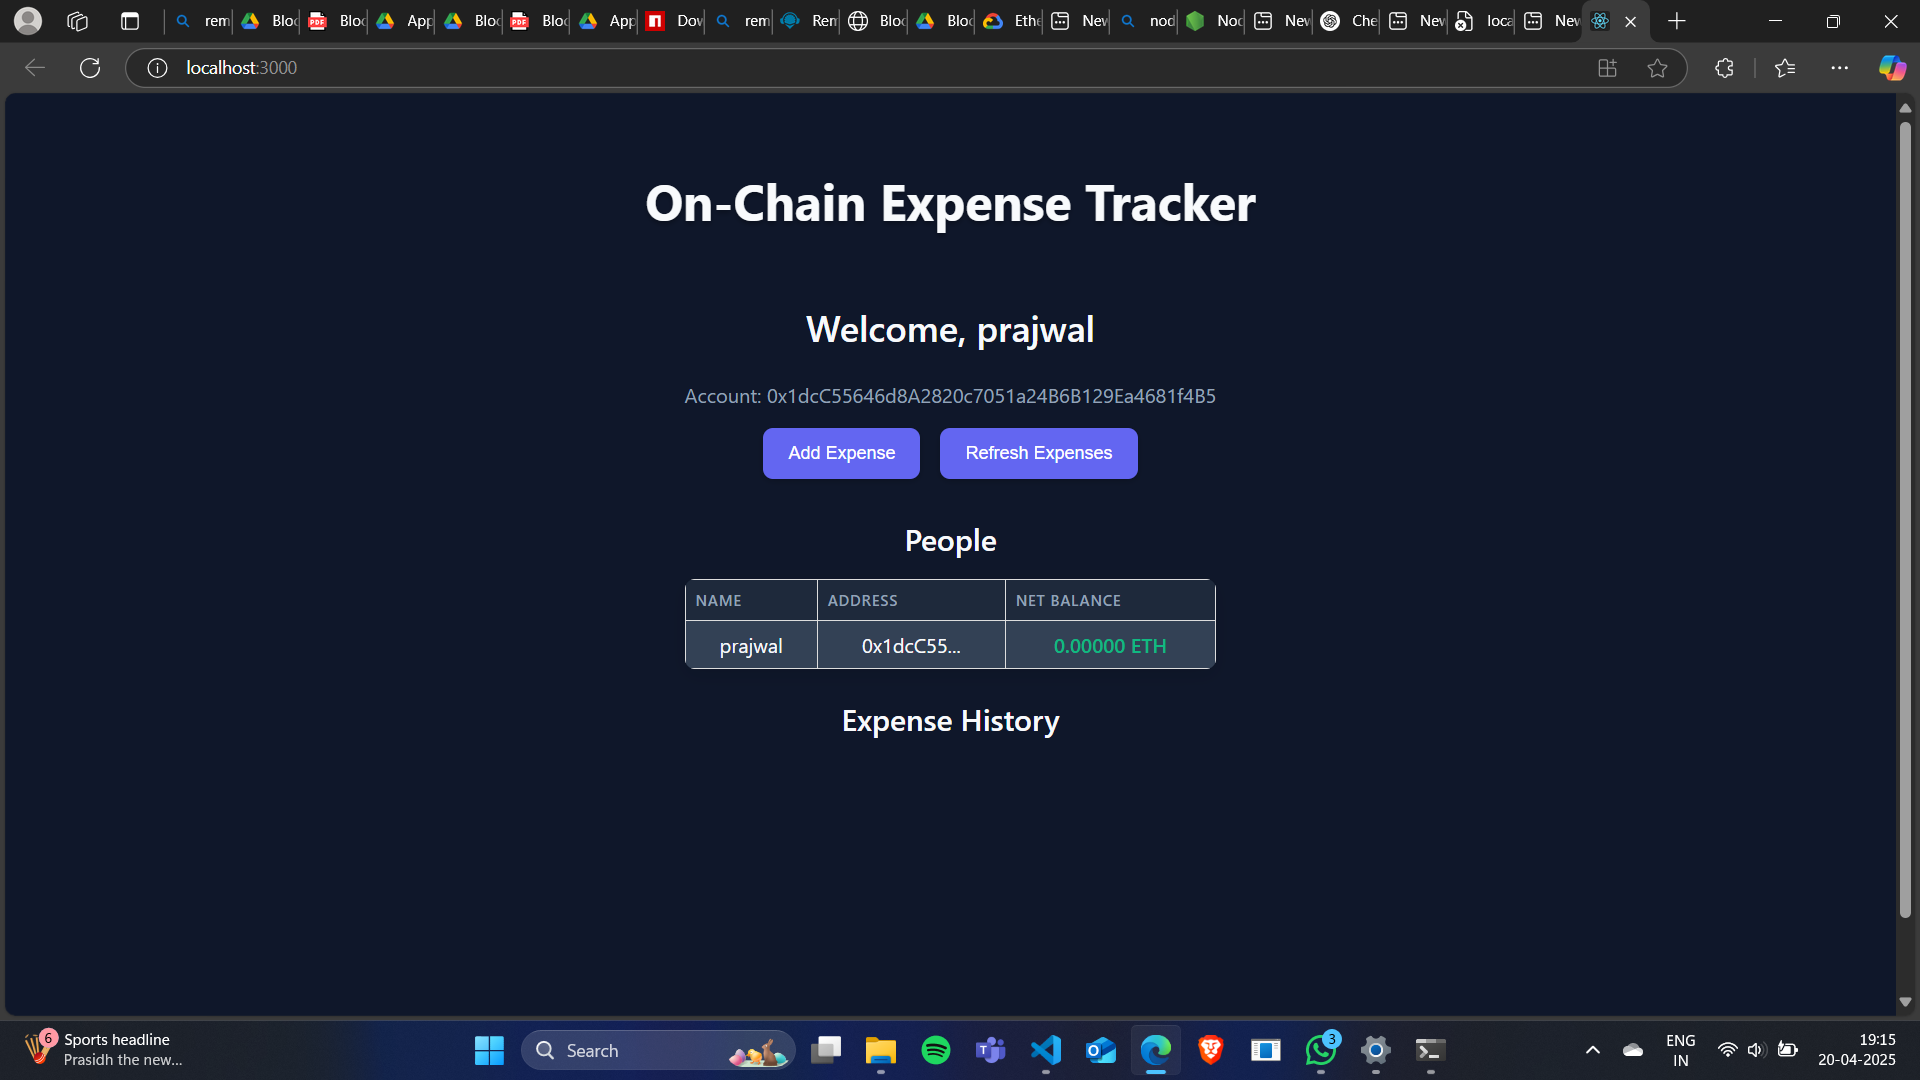 rem
Bloc
Bloc
App
Bloc
Bloc
App
Dov
rem
Rem
Bloc
Bloc
Ethe
New
nod
Noc
New
Che
New
loca
New
localhost:3000
On-Chain Expense Tracker
Welcome, prajwal
Account: 0x1dcC55646d8A2820c7051a24B6B129Ea4681f4B5
Add Expense Refresh Expenses
People
NAME ADDRESS NET BALANCE
prajwal 0x1dcC55... 0.00000 ETH
Expense History
6 Sports headline
Prasidh the new...
Search
3
ENG
IN
19:15
20-04-2025